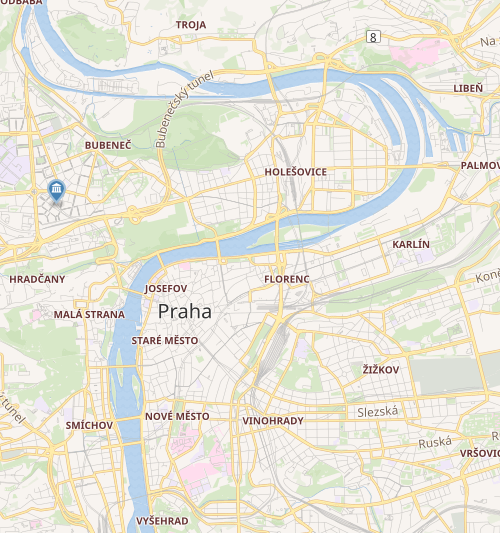 ODBABA
TROJA
8
Na
Bubenečský tunel
LIBEŇ
BUBENEČ
HOLEŠOVICE
PALMOV
KARLÍN
HRADČANY
FLORENC
Koně
JOSEFOV
MALÁ STRANA
Praha
STARÉ MĚSTO
ŽIŽKOV
ý tunel
NOVÉ MĚSTO
Slezská
SMÍCHOV
VINOHRADY
Ruská
VRŠOVIC
VYŠEHRAD